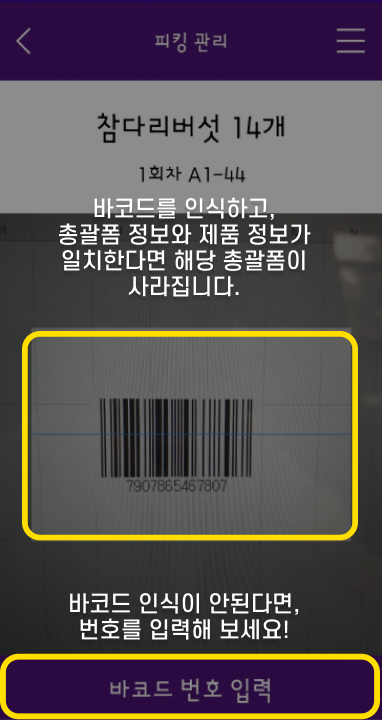 피킹 관리
참다리버섯 14개
1회차 A1-44
바코드를 인식하고,
총괄폼 정보와 제품 정보가
일치한다면 해당 총괄폼이
사라집니다.
7907865467807
바코드 인식이 안된다면,
번호를 입력해 보세요!
바코드 번호 입력